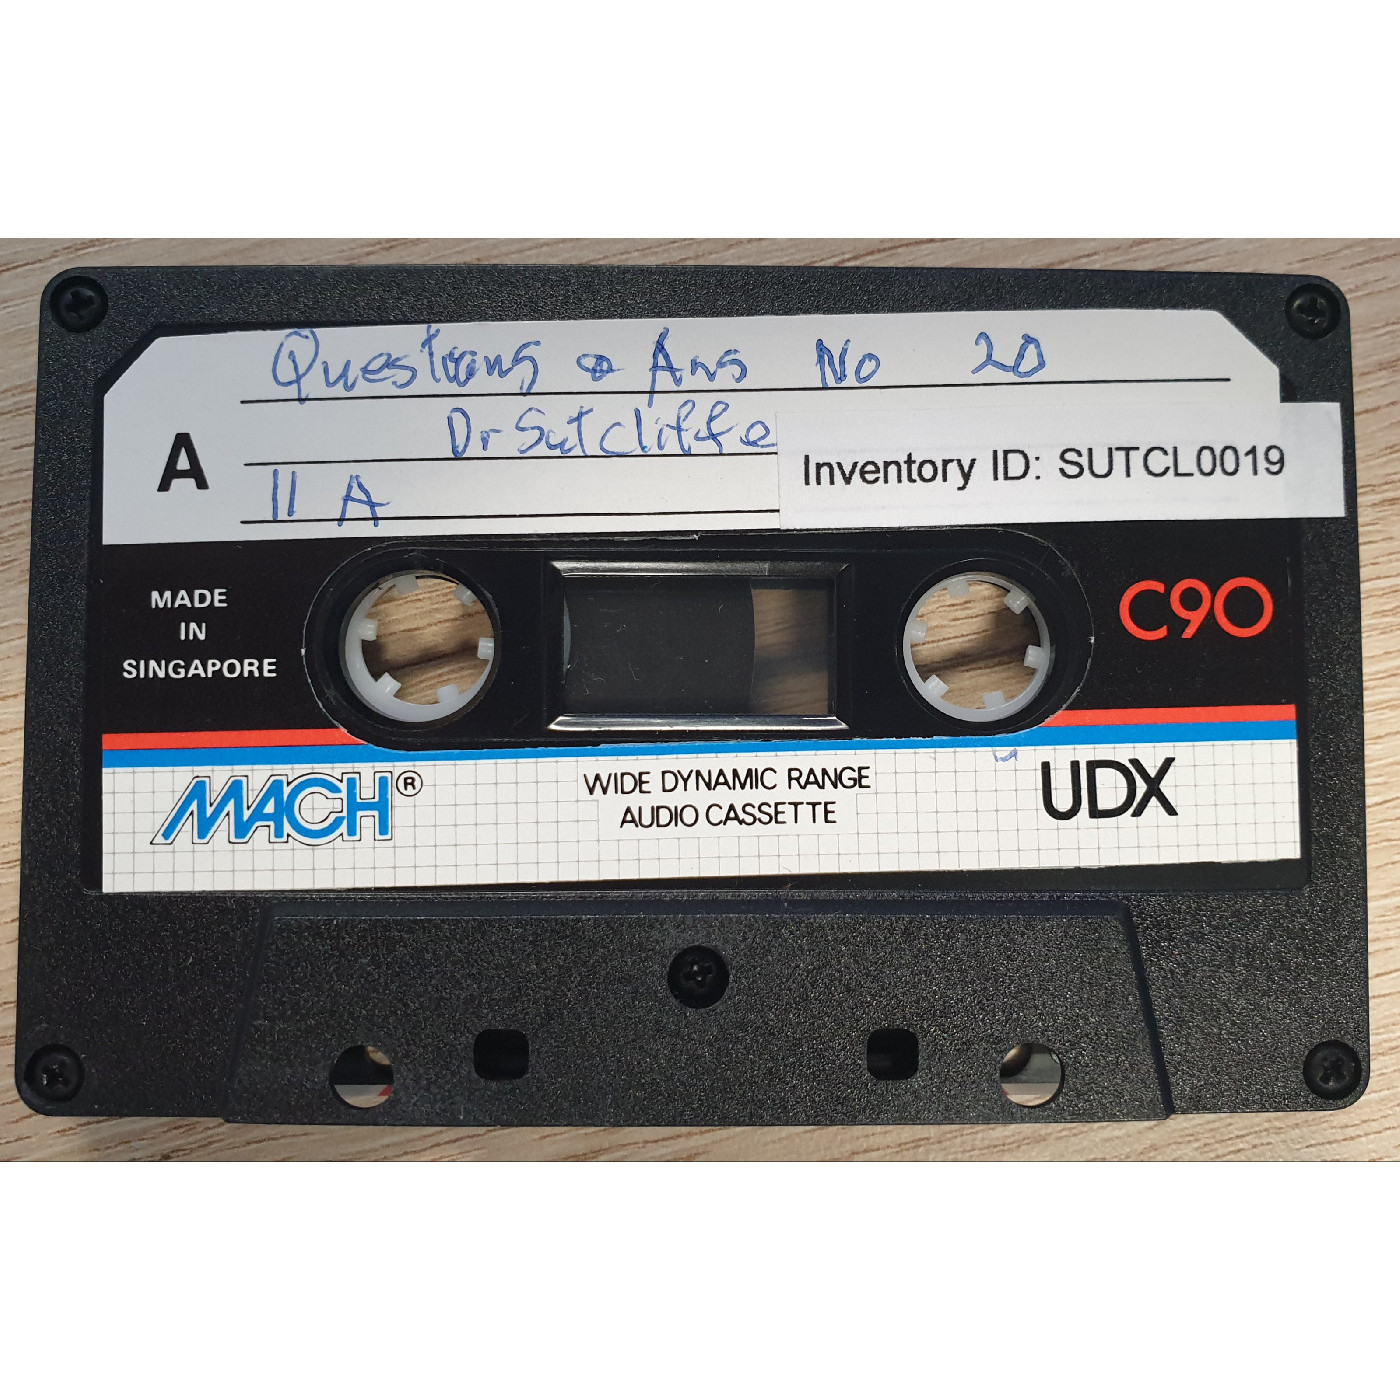 Questions & Ans No 20
Dr Sutcliffe
A
Inventory ID: SUTCL0019
11 A
MADE
IN
SINGAPORE
C90
MACH®
WIDE DYNAMIC RANGE
AUDIO CASSETTE
UDX